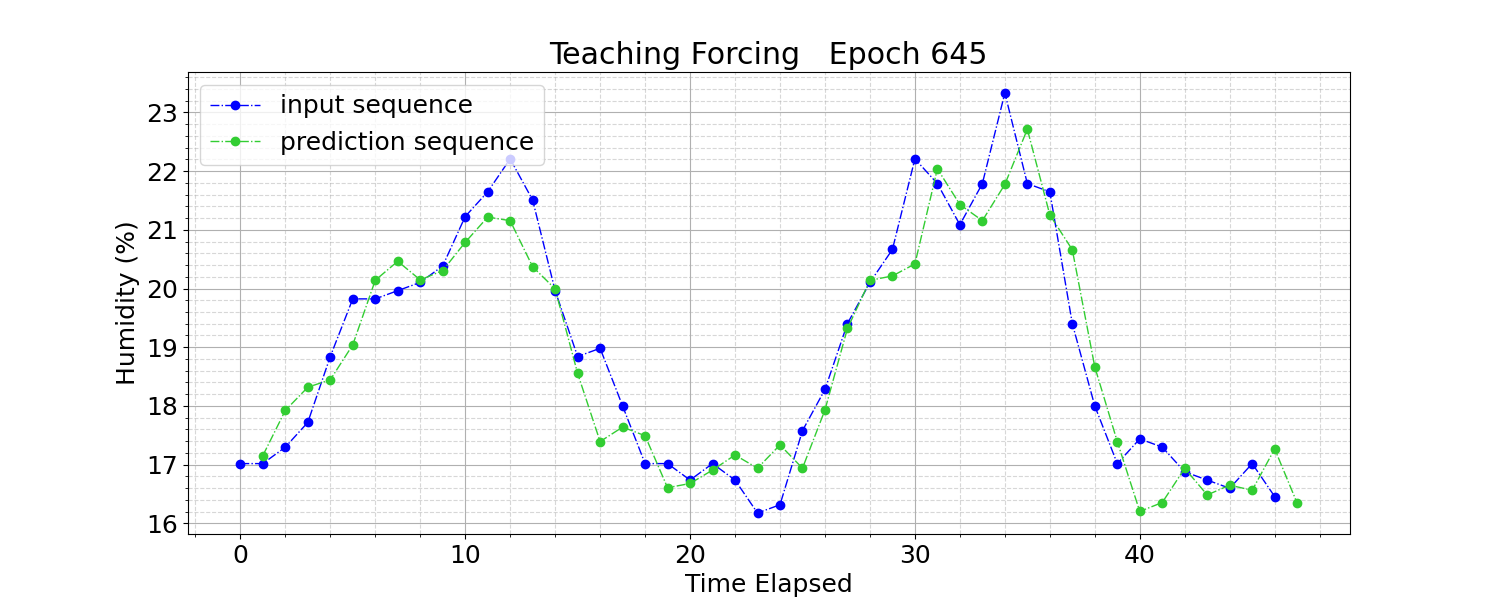 Teaching Forcing   Epoch 645
input sequence
prediction sequence
Humidity (%)
23
22
21
20
19
18
17
16
0 10 20 30 40
Time Elapsed